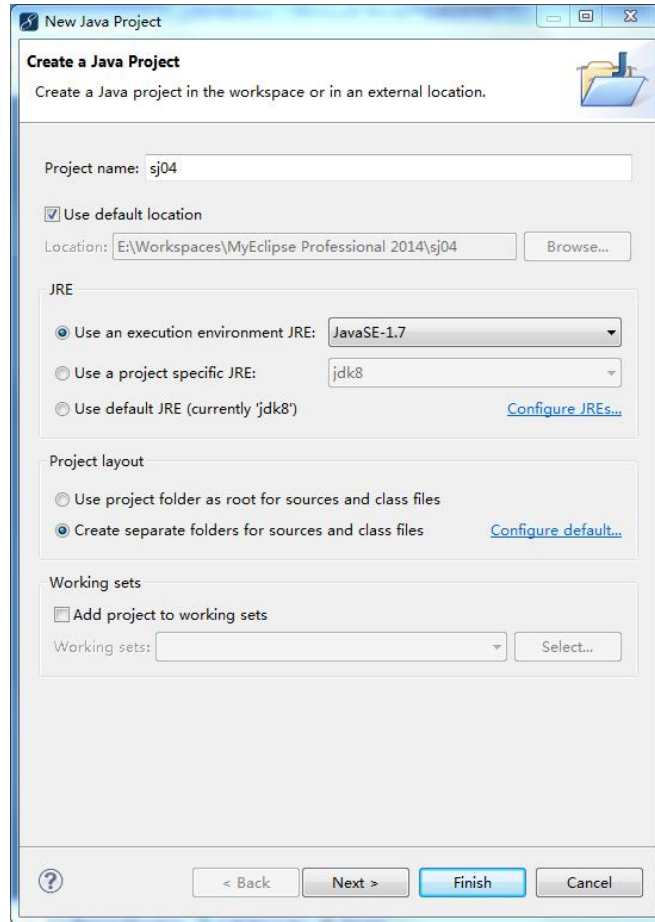 New Java Project
Create a Java Project
Create a Java project in the workspace or in an external location.
Project name: sj04
Use default location
Location: E:\Workspaces\MyEclipse Professional 2014\sj04 Browse...
JRE
Use an execution environment JRE: JavaSE-1.7
Use a project specific JRE: jdk8
Use default JRE (currently 'jdk8') Configure JREs...
Project layout
Use project folder as root for sources and class files
Create separate folders for sources and class files Configure default...
Working sets
Add project to working sets
Working sets: Select...
? < Back Next > Finish Cancel